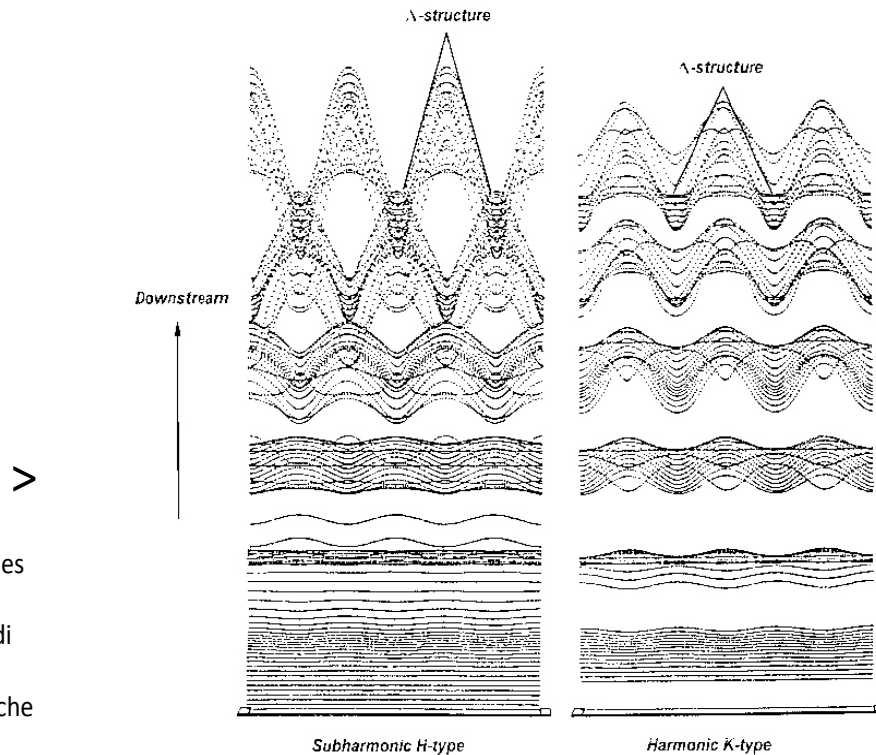 Λ-structure
Λ-structure
Downstream
>
es
di
che
Subharmonic H-type
Harmonic K-type